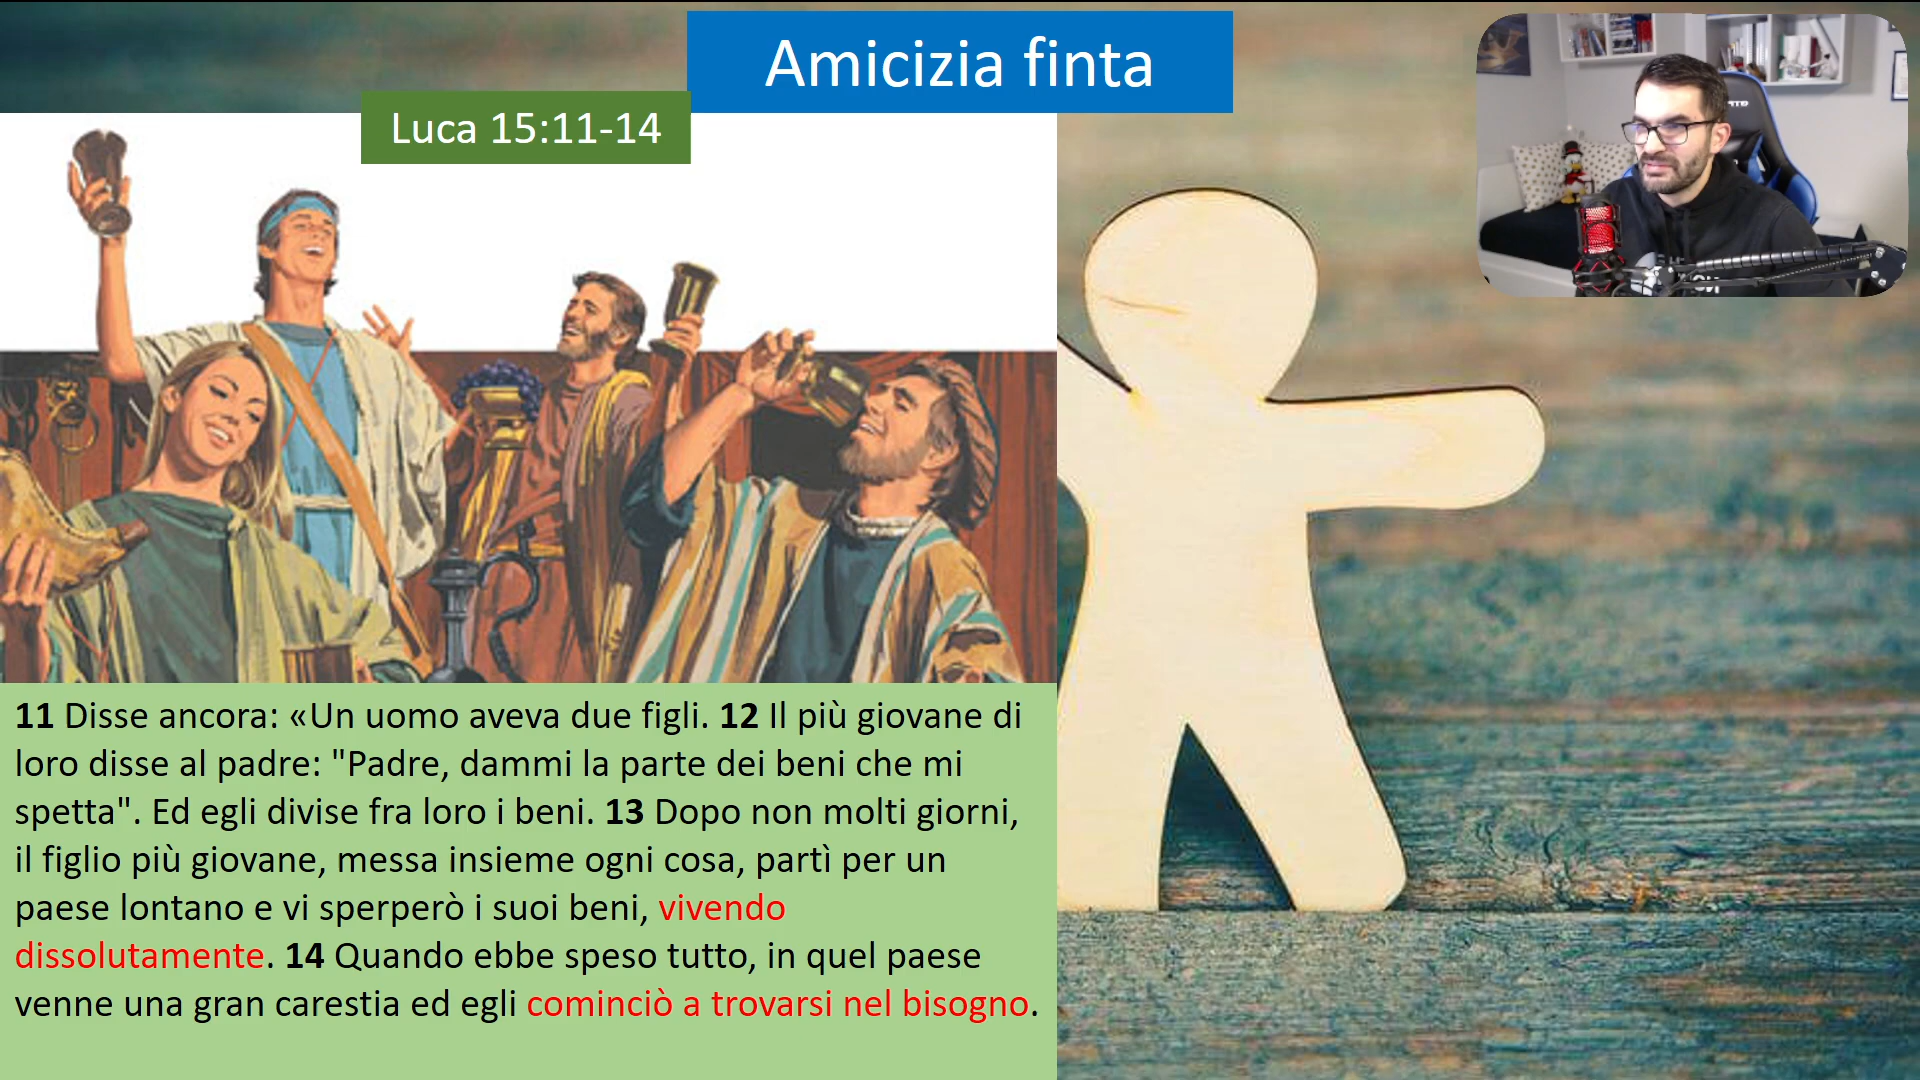 Amicizia finta
Luca 15:11-14
11 Disse ancora: «Un uomo aveva due figli. 12 Il più giovane di
loro disse al padre: "Padre, dammi la parte dei beni che mi
spetta". Ed egli divise fra loro i beni. 13 Dopo non molti giorni,
il figlio più giovane, messa insieme ogni cosa, partì per un
paese lontano e vi sperperò i suoi beni, vivendo
dissolutamente. 14 Quando ebbe speso tutto, in quel paese
venne una gran carestia ed egli cominciò a trovarsi nel bisogno.